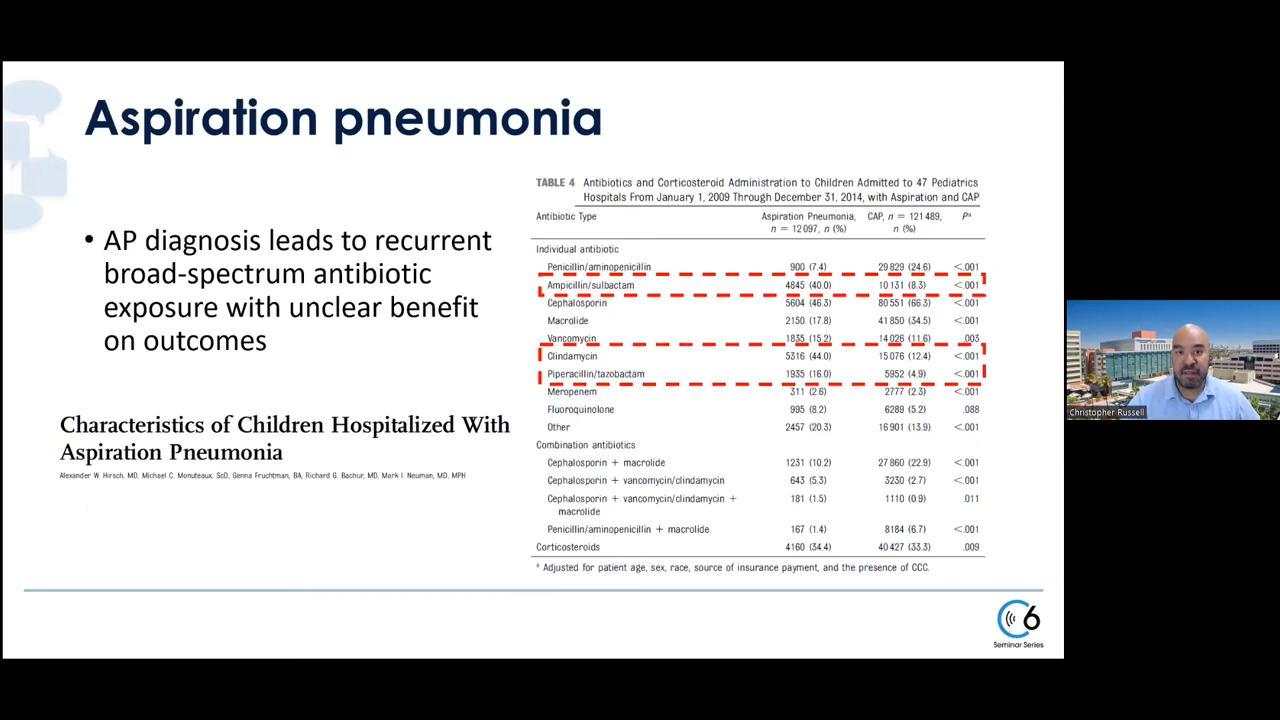 Aspiration pneumonia
• AP diagnosis leads to recurrent
broad-spectrum antibiotic
exposure with unclear benefit
on outcomes
Characteristics of Children Hospitalized With
Aspiration Pneumonia
Alexander W. Hirsch, MD, Michael C. Monuteaux, ScD, Genna Fruchtman, BA, Richard G. Bachur, MD, Mark I. Neuman, MD, MPH
TABLE 4 Antibiotics and Corticosteroid Administration to Children Admitted to 47 Pediatrics
Hospitals From January 1, 2009 Through December 31, 2014, with Aspiration and CAP
Antibiotic Type Aspiration Pneumonia, CAP, n = 121 489, Pᵃ
n = 12 097, n (%) n (%)
Individual antibiotic
Penicillin/aminopenicillin 900 (7.4) 29 829 (24.6) <.001
Ampicillin/sulbactam 4845 (40.0) 10 131 (8.3) <.001
Cephalosporin 5604 (46.3) 80 551 (66.3) <.001
Macrolide 2150 (17.8) 41 850 (34.5) <.001
Vancomycin 1835 (15.2) 14 026 (11.6) .003
Clindamycin 5316 (44.0) 15 076 (12.4) <.001
Piperacillin/tazobactam 1935 (16.0) 5952 (4.9) <.001
Meropenem 311 (2.6) 2777 (2.3) <.001
Fluoroquinolone 995 (8.2) 6289 (5.2) .088
Other 2457 (20.3) 16 901 (13.9) <.001
Combination antibiotics
Cephalosporin + macrolide 1231 (10.2) 27 860 (22.9) <.001
Cephalosporin + vancomycin/clindamycin 643 (5.3) 3230 (2.7) <.001
Cephalosporin + vancomycin/clindamycin + 181 (1.5) 1110 (0.9) .011
macrolide
Penicillin/aminopenicillin + macrolide 167 (1.4) 8184 (6.7) <.001
Corticosteroids 4160 (34.4) 40 427 (33.3) .009
ᵃ Adjusted for patient age, sex, race, source of insurance payment, and the presence of CCC.
C6
Seminar Series
Christopher Russell